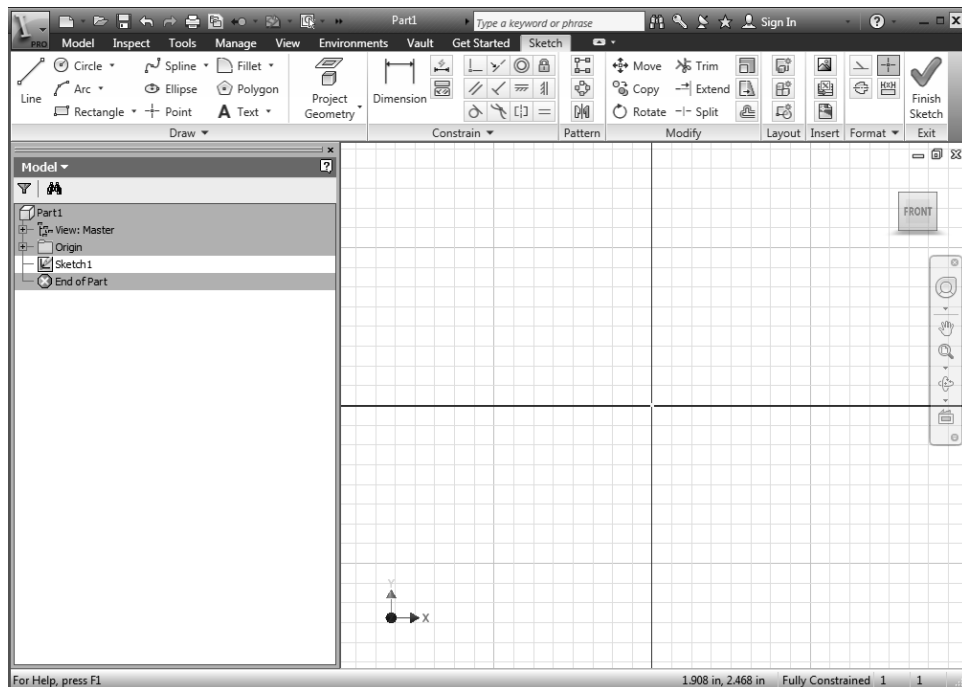 Part1 Type a keyword or phrase Sign In
PRO Model Inspect Tools Manage View Environments Vault Get Started Sketch
Line
Circle Spline Fillet
Arc Ellipse Polygon
Rectangle Point A Text
Project Geometry
Dimension
Move Trim
Copy Extend
Rotate Split
Finish Sketch
Draw Constrain Pattern Modify Layout Insert Format Exit
Model
Part1
View: Master
Origin
Sketch1
End of Part
FRONT
Y
X
For Help, press F1 1.908 in, 2.468 in Fully Constrained 1 1